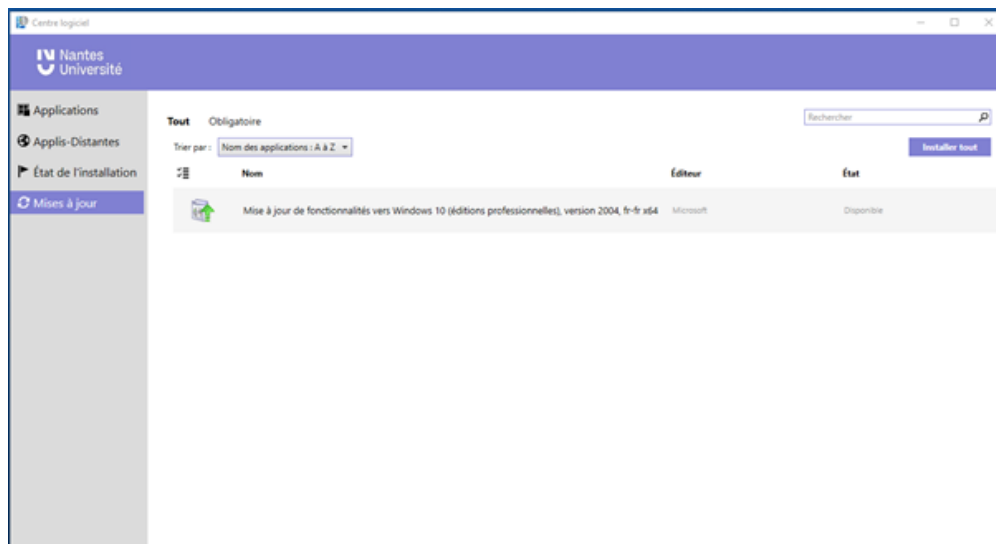 Centre logiciel
Nantes
Université
Applications
Applis-Distantes
État de l'installation
Mises à jour
Tout Obligatoire
Rechercher
Trier par : Nom des applications : A à Z
Installer tout
Nom Éditeur État
Mise à jour de fonctionnalités vers Windows 10 (éditions professionnelles), version 2004, fr-fr x64 Microsoft Disponible